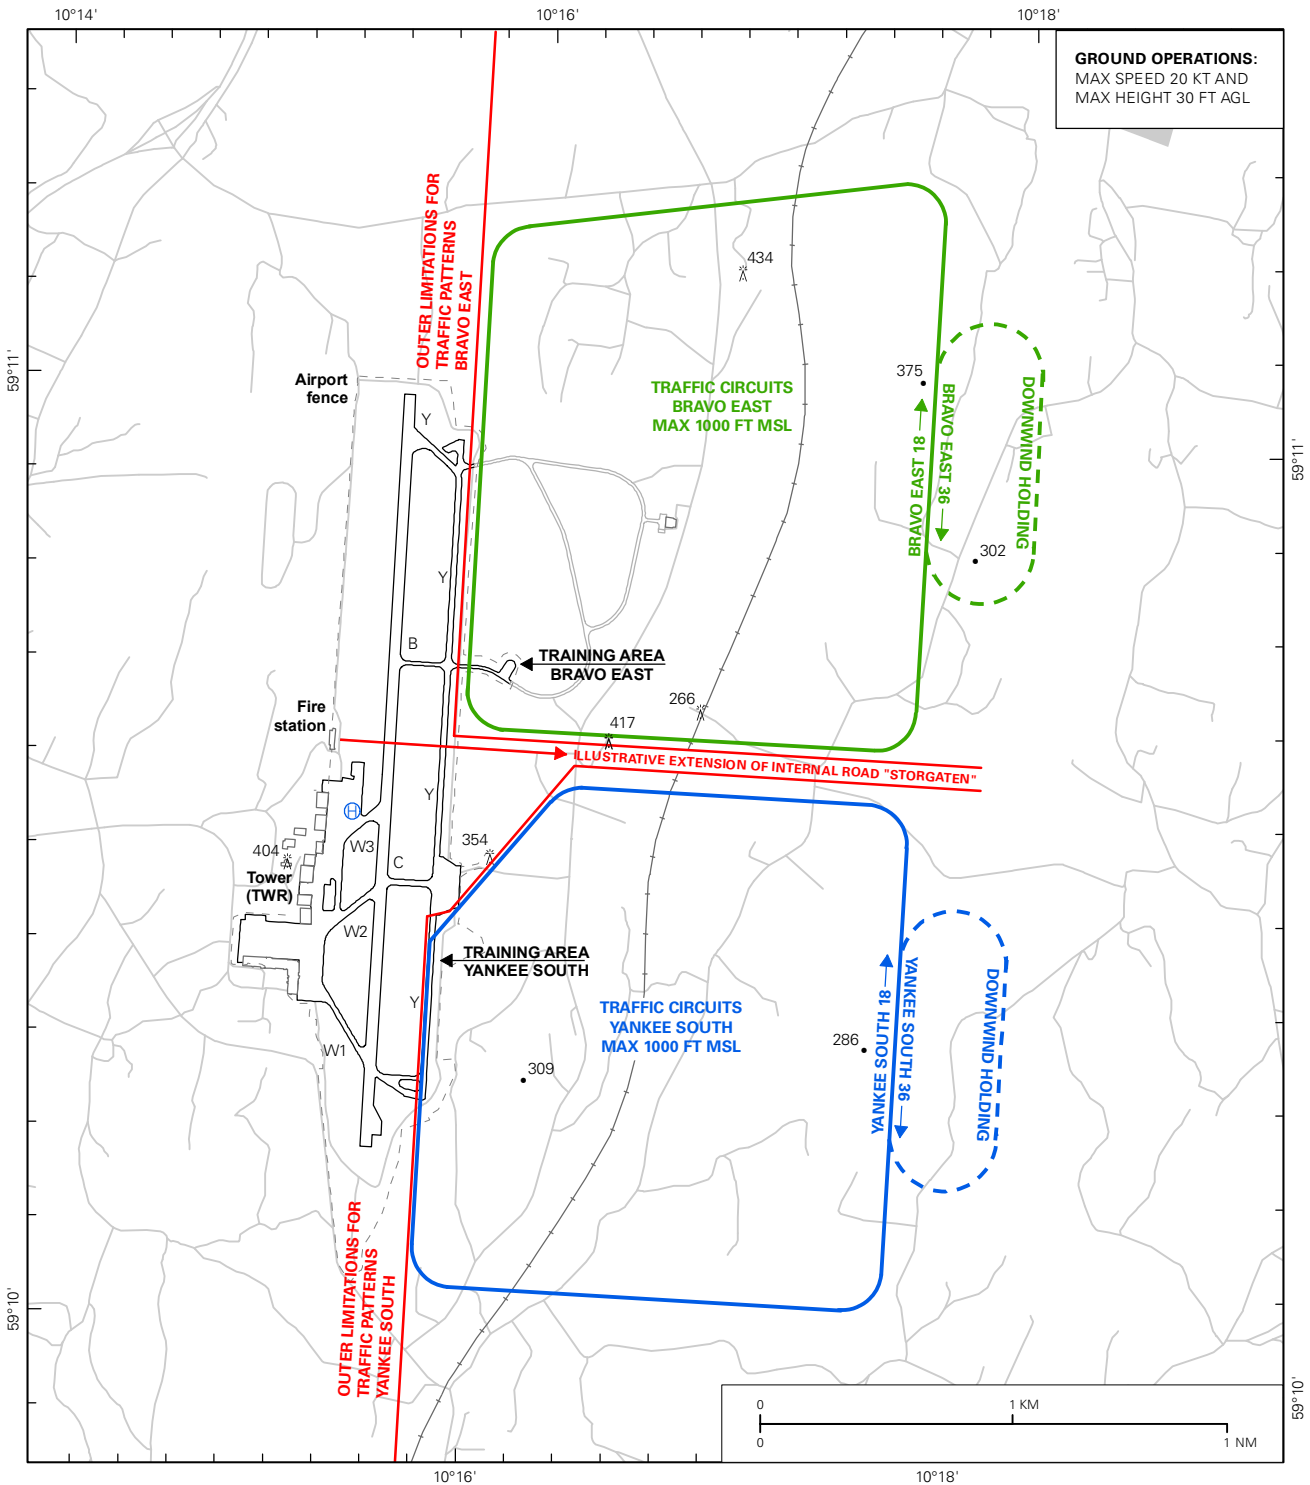 10°14'
10°16'
10°18'
GROUND OPERATIONS:
MAX SPEED 20 KT AND
MAX HEIGHT 30 FT AGL
OUTER LIMITATIONS FOR
TRAFFIC PATTERNS
BRAVO EAST
434
59°11'
Airport
fence
375
TRAFFIC CIRCUITS
BRAVO EAST
MAX 1000 FT MSL
BRAVO EAST 18
BRAVO EAST 36
DOWNWIND HOLDING
59°11'
Y
302
Y
B
TRAINING AREA
BRAVO EAST
266
Fire
station
417
ILLUSTRATIVE EXTENSION OF INTERNAL ROAD "STORGATEN"
Y
H
354
W3
404
C
Tower
(TWR)
W2
TRAINING AREA
YANKEE SOUTH
Y
TRAFFIC CIRCUITS
YANKEE SOUTH
MAX 1000 FT MSL
YANKEE SOUTH 18
YANKEE SOUTH 36
DOWNWIND HOLDING
286
W1
309
OUTER LIMITATIONS FOR
TRAFFIC PATTERNS
YANKEE SOUTH
59°10'
59°10'
0
1 KM
0
1 NM
10°16'
10°18'